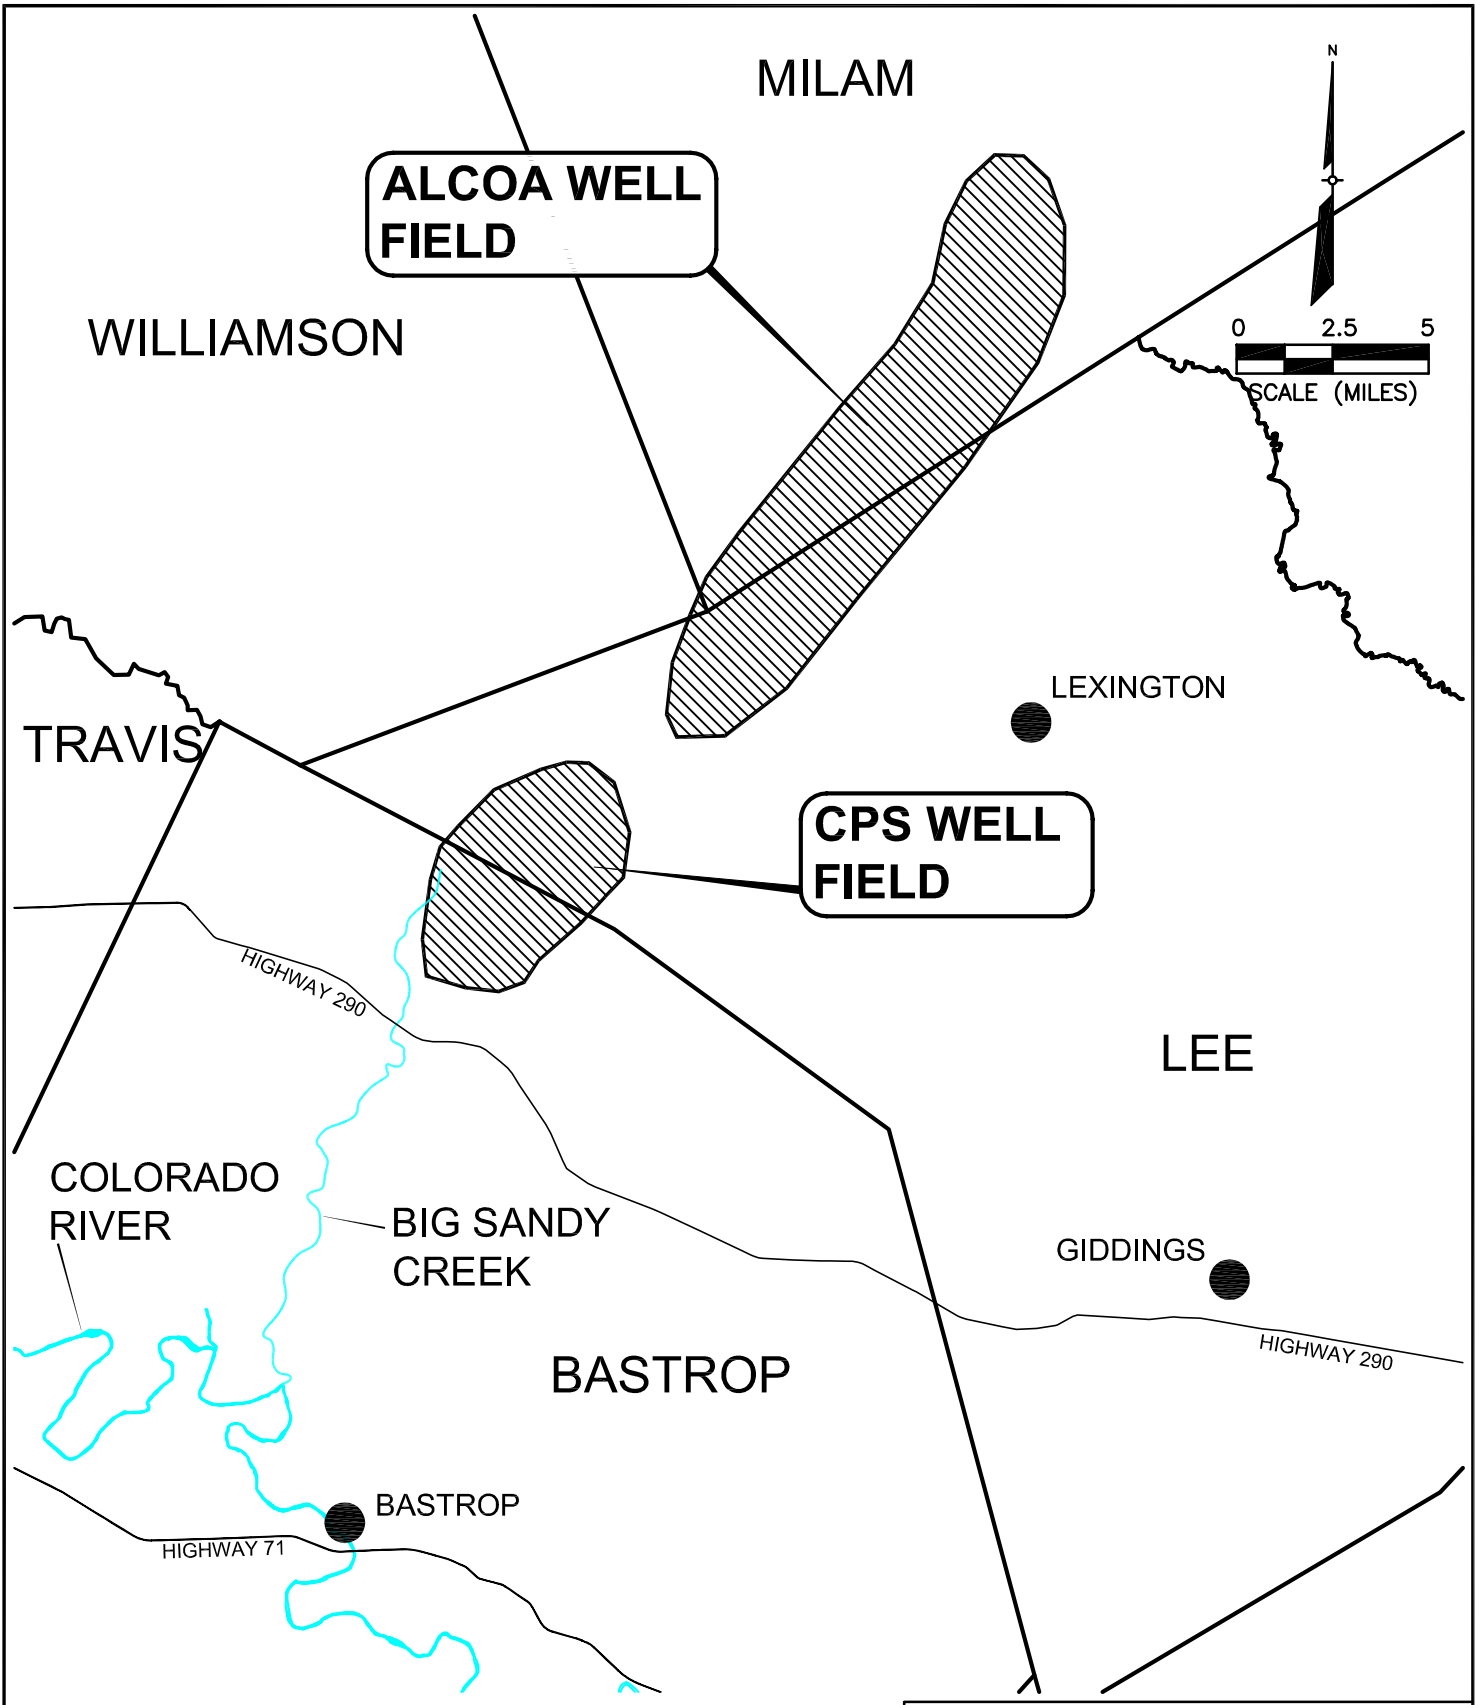 MILAM
N
ALCOA WELL
FIELD
WILLIAMSON
0 2.5 5
SCALE (MILES)
LEXINGTON
TRAVIS
CPS WELL
FIELD
HIGHWAY 290
LEE
COLORADO
RIVER
BIG SANDY
CREEK
GIDDINGS
HIGHWAY 290
BASTROP
BASTROP
HIGHWAY 71